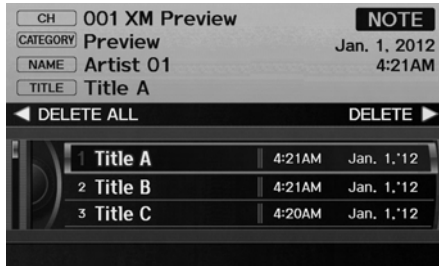 CH 001 XM Preview NOTE
CATEGORY Preview Jan. 1, 2012
NAME Artist 01 4:21AM
TITLE Title A
◀ DELETE ALL DELETE ▶
1 Title A 4:21AM Jan. 1,'12
2 Title B 4:21AM Jan. 1,'12
3 Title C 4:20AM Jan. 1,'12